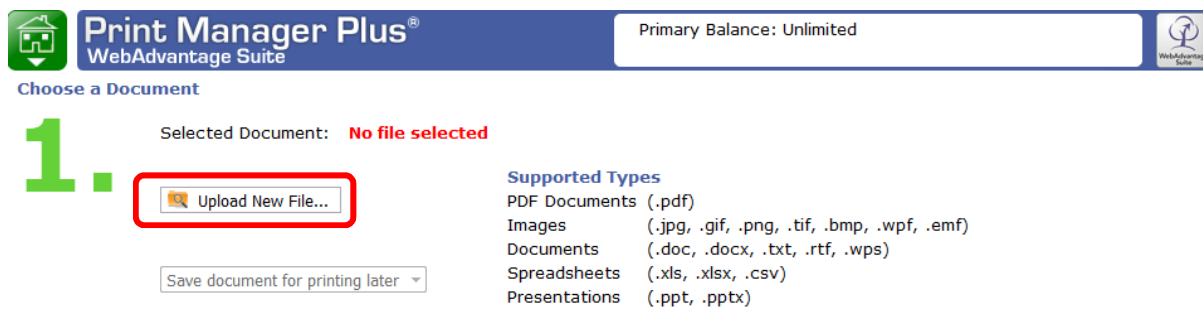 Print Manager Plus®
WebAdvantage Suite
Primary Balance: Unlimited
WebAdvantage
Suite
Choose a Document
1.
Selected Document: No file selected
Upload New File...
Supported Types
PDF Documents (.pdf)
Images (.jpg, .gif, .png, .tif, .bmp, .wpf, .emf)
Documents (.doc, .docx, .txt, .rtf, .wps)
Spreadsheets (.xls, .xlsx, .csv)
Presentations (.ppt, .pptx)
Save document for printing later